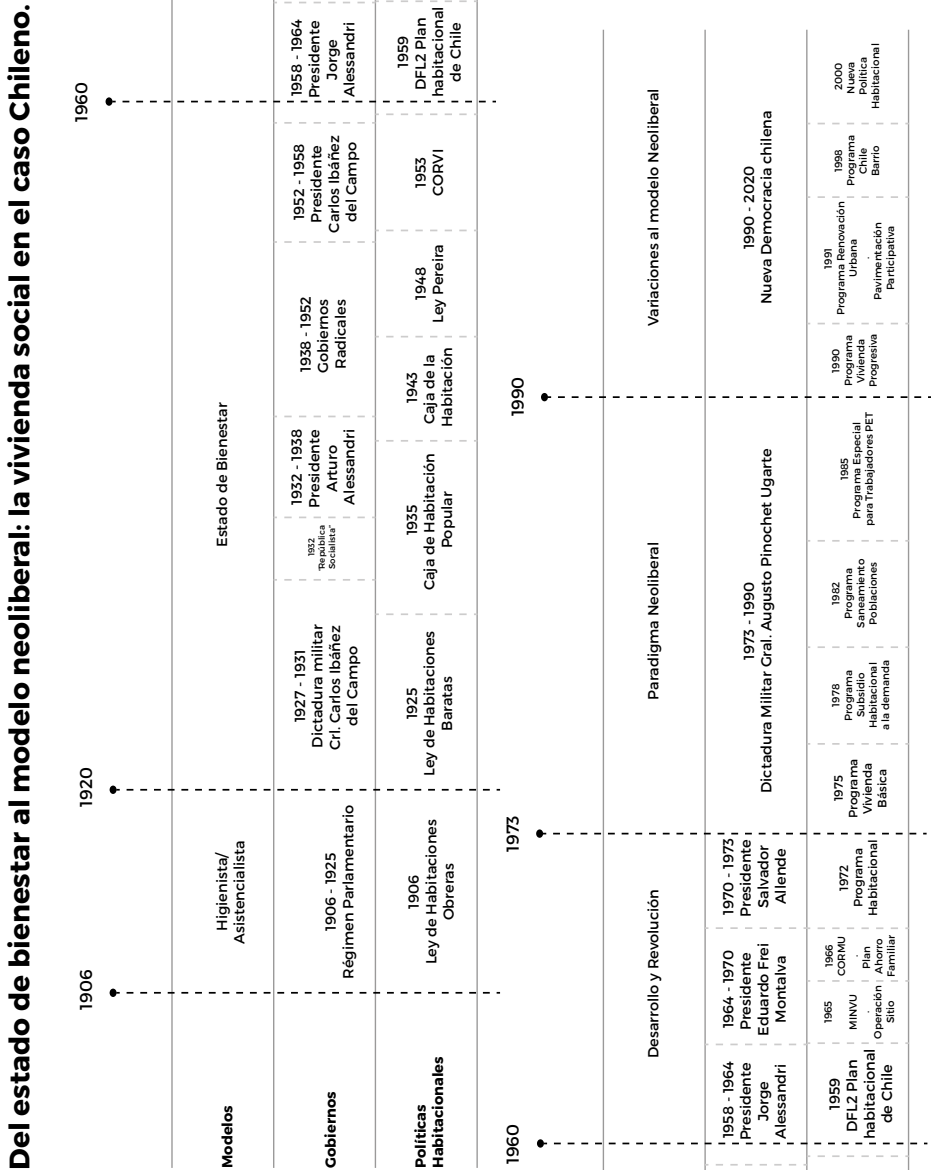 Del estado de bienestar al modelo neoliberal: la vivienda social en el caso Chileno.
1906
1920
1960
Modelos
Higienista/
Asistencialista
Estado de Bienestar
Gobiernos
1906 - 1925
Régimen Parlamentario
1927 - 1931
Dictadura militar
Crl. Carlos Ibáñez
del Campo
1932
"República
Socialista"
1932 - 1938
Presidente
Arturo
Alessandri
1938 - 1952
Gobiernos
Radicales
1952 - 1958
Presidente
Carlos Ibáñez
del Campo
1958 - 1964
Presidente
Jorge
Alessandri
Políticas
Habitacionales
1906
Ley de Habitaciones
Obreras
1925
Ley de Habitaciones
Baratas
1935
Caja de Habitación
Popular
1943
Caja de la
Habitación
1948
Ley Pereira
1953
CORVI
1959
DFL2 Plan
habitacional
de Chile
1960
1973
1990
Desarrollo y Revolución
Paradigma Neoliberal
Variaciones al modelo Neoliberal
1958 - 1964
Presidente
Jorge
Alessandri
1964 - 1970
Presidente
Eduardo Frei
Montalva
1970 - 1973
Presidente
Salvador
Allende
1973 - 1990
Dictadura Militar Gral. Augusto Pinochet Ugarte
1990 - 2020
Nueva Democracia chilena
1959
DFL2 Plan
habitacional
de Chile
1965
MINVU
.
Operación
Sitio
1966
CORMU
.
Plan
Ahorro
Familiar
1972
Programa
Habitacional
1975
Programa
Vivienda
Básica
1978
Programa
Subsidio
Habitacional
a la demanda
1982
Programa
Saneamiento
Poblaciones
1985
Programa Especial
para Trabajadores PET
1990
Programa
Vivienda
Progresiva
1991
Programa Renovación
Urbana
.
Pavimentación
Participativa
1998
Programa
Chile
Barrio
2000
Nueva
Política
Habitacional